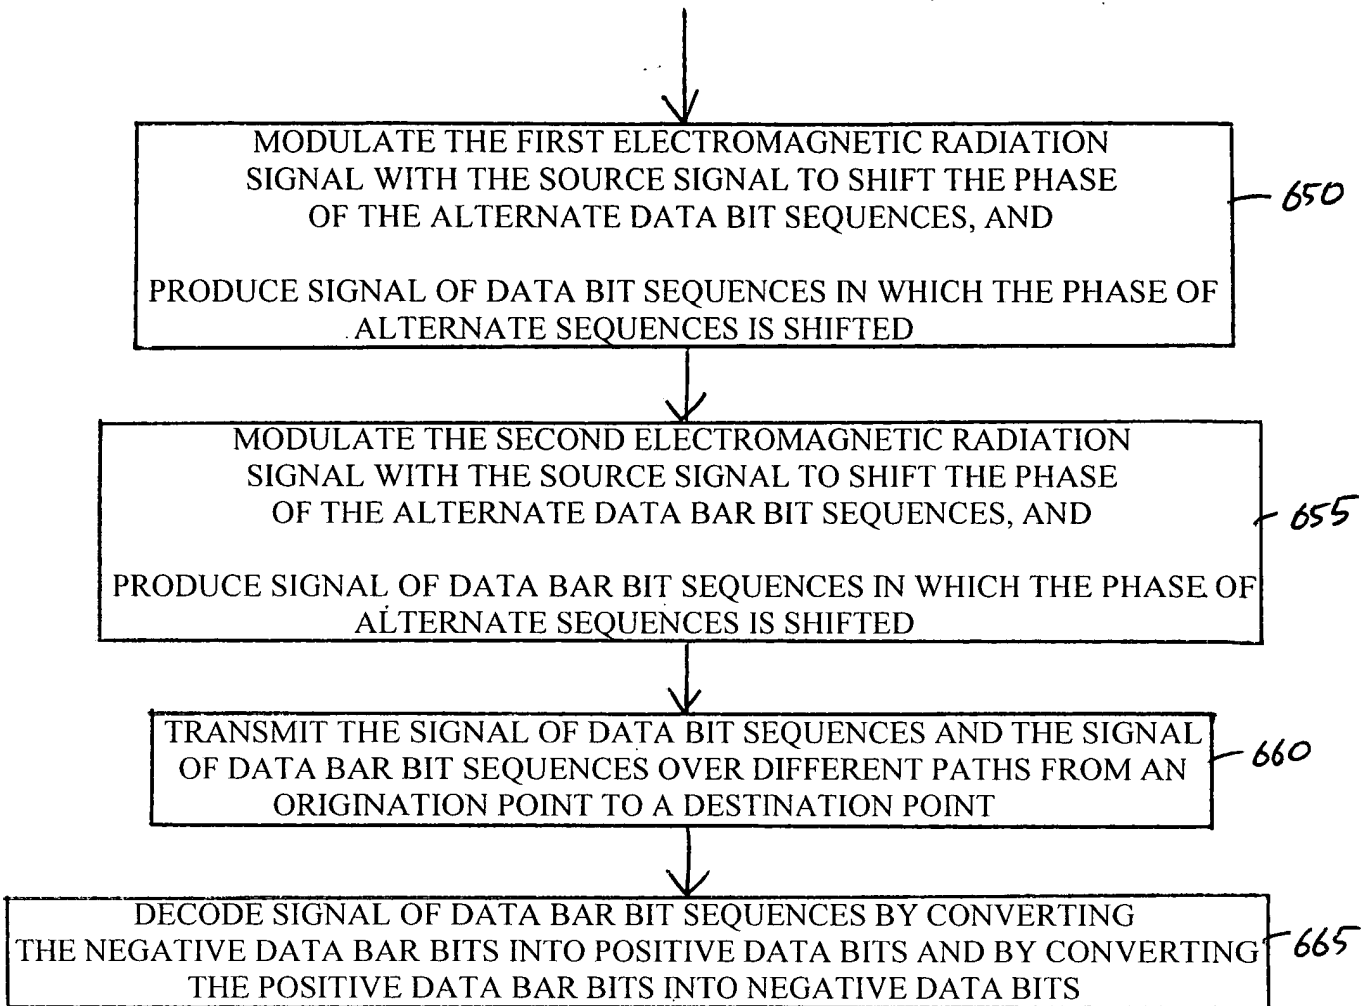 MODULATE THE FIRST ELECTROMAGNETIC RADIATION
SIGNAL WITH THE SOURCE SIGNAL TO SHIFT THE PHASE
OF THE ALTERNATE DATA BIT SEQUENCES, AND
PRODUCE SIGNAL OF DATA BIT SEQUENCES IN WHICH THE PHASE OF
ALTERNATE SEQUENCES IS SHIFTED
650
MODULATE THE SECOND ELECTROMAGNETIC RADIATION
SIGNAL WITH THE SOURCE SIGNAL TO SHIFT THE PHASE
OF THE ALTERNATE DATA BAR BIT SEQUENCES, AND
PRODUCE SIGNAL OF DATA BAR BIT SEQUENCES IN WHICH THE PHASE OF
ALTERNATE SEQUENCES IS SHIFTED
655
TRANSMIT THE SIGNAL OF DATA BIT SEQUENCES AND THE SIGNAL
OF DATA BAR BIT SEQUENCES OVER DIFFERENT PATHS FROM AN
ORIGINATION POINT TO A DESTINATION POINT
660
DECODE SIGNAL OF DATA BAR BIT SEQUENCES BY CONVERTING
THE NEGATIVE DATA BAR BITS INTO POSITIVE DATA BITS AND BY CONVERTING
THE POSITIVE DATA BAR BITS INTO NEGATIVE DATA BITS
665